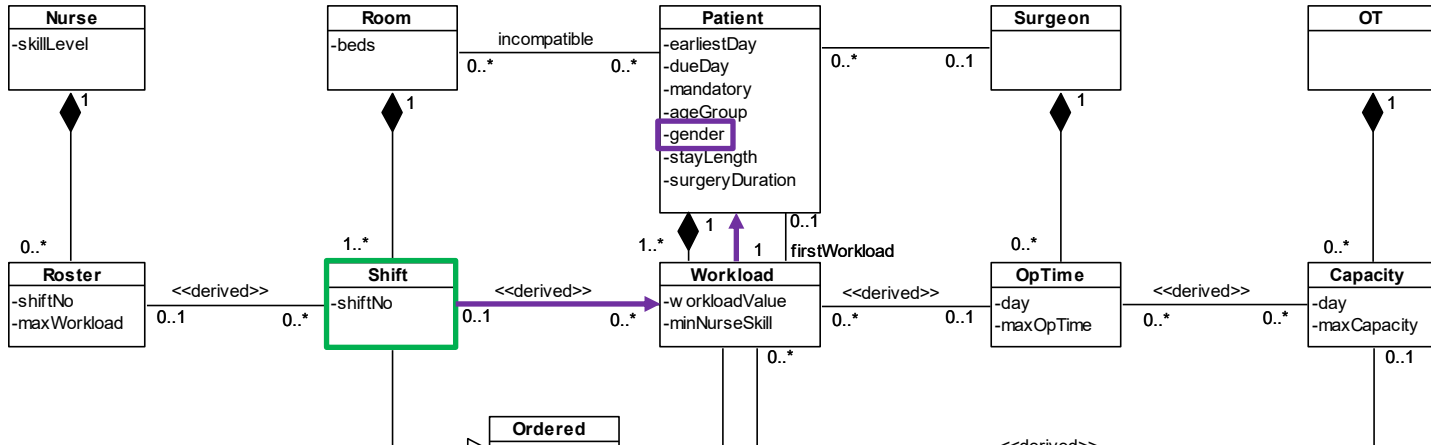 Nurse
-skillLevel
Room
-beds
incompatible
0..*
0..*
Patient
-earliestDay
-dueDay
-mandatory
-ageGroup
-gender
-stayLength
-surgeryDuration
0..*
0..1
Surgeon
OT
1
1
1
1
1
0..1
0..*
1..*
1..*
1
firstWorkload
0..*
0..*
Roster
-shiftNo
-maxWorkload
<<derived>>
0..1
0..*
Shift
-shiftNo
<<derived>>
0..1
0..*
Workload
-workloadValue
-minNurseSkill
<<derived>>
0..*
0..1
OpTime
-day
-maxOpTime
<<derived>>
0..*
0..*
Capacity
-day
-maxCapacity
0..*
0..1
Ordered
<<derived>>